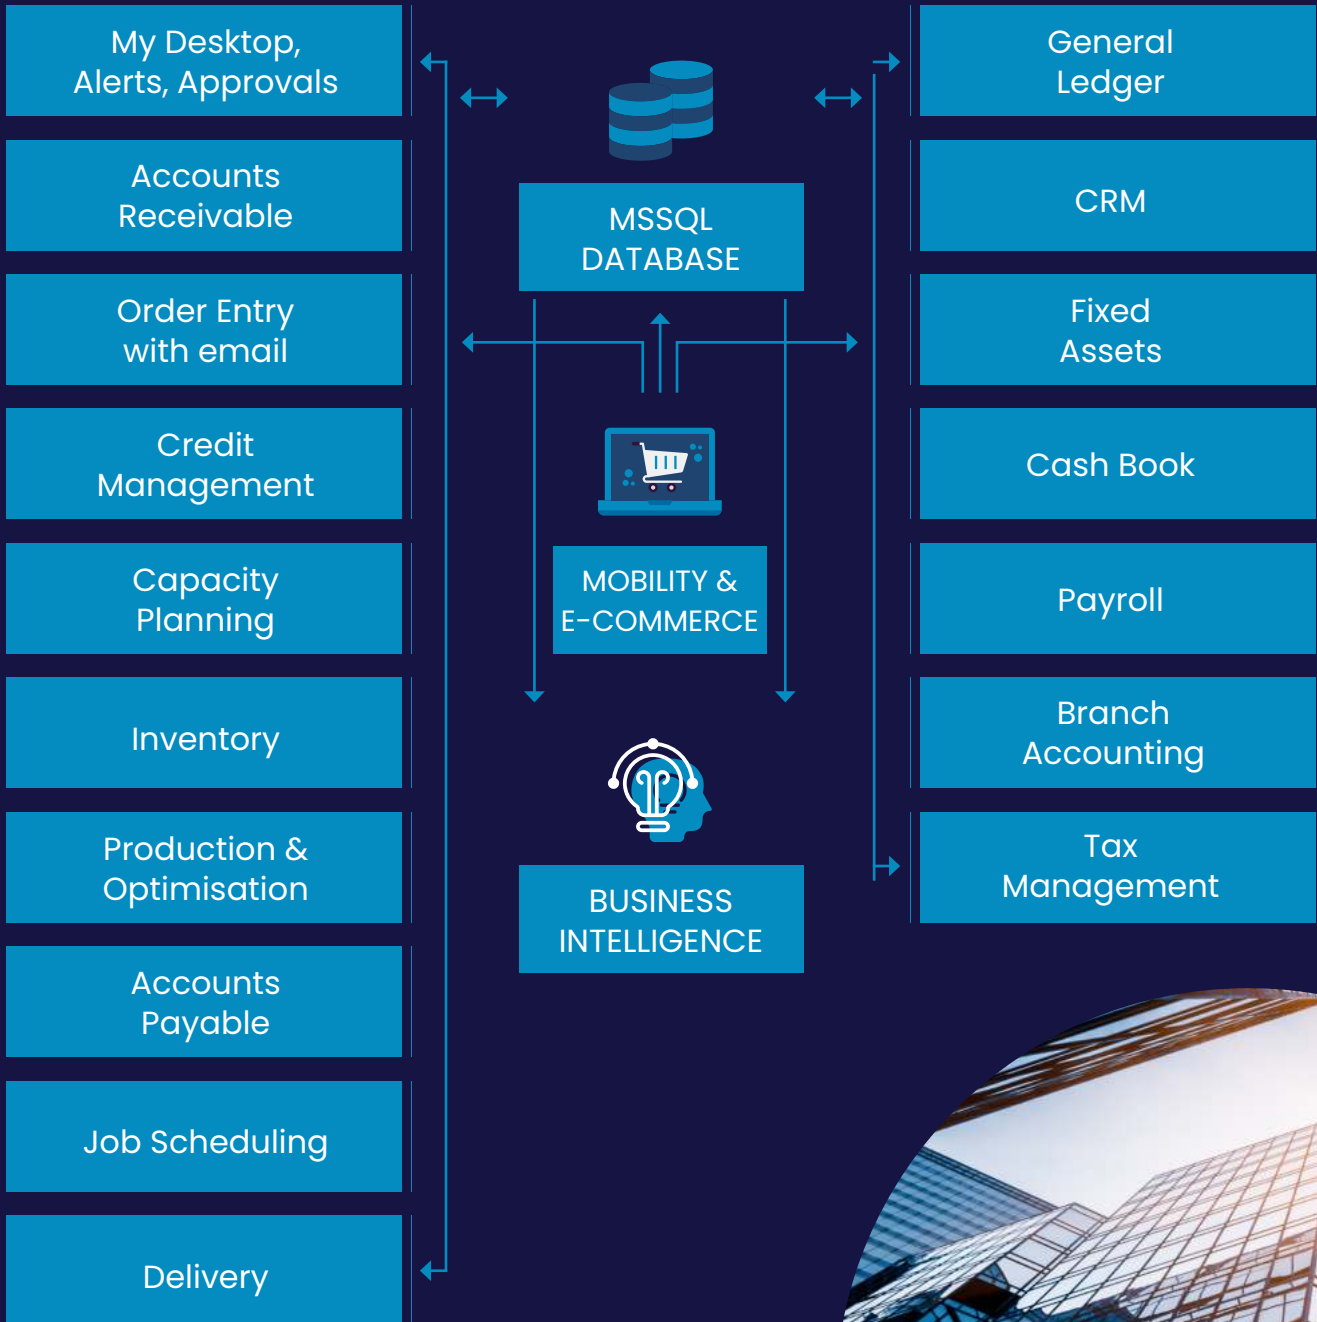 My Desktop,
Alerts, Approvals
Accounts
Receivable
Order Entry
with email
Credit
Management
Capacity
Planning
Inventory
Production &
Optimisation
Accounts
Payable
Job Scheduling
Delivery
MSSQL
DATABASE
MOBILITY &
E-COMMERCE
BUSINESS
INTELLIGENCE
General
Ledger
CRM
Fixed
Assets
Cash Book
Payroll
Branch
Accounting
Tax
Management